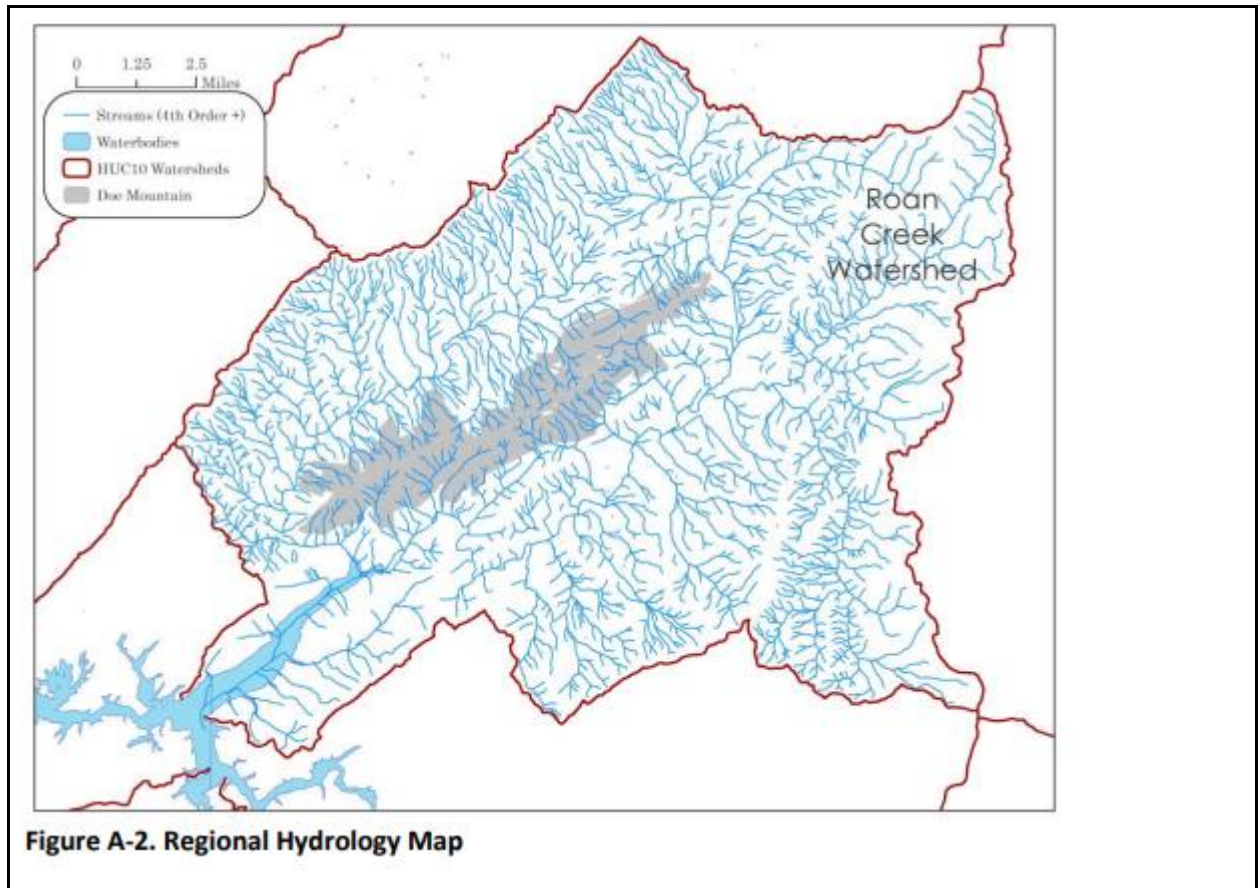 0 1.25 2.5
Miles
Streams (4th Order +)
Waterbodies
HUC10 Watersheds
Doe Mountain
Roan
Creek
Watershed
Figure A-2. Regional Hydrology Map